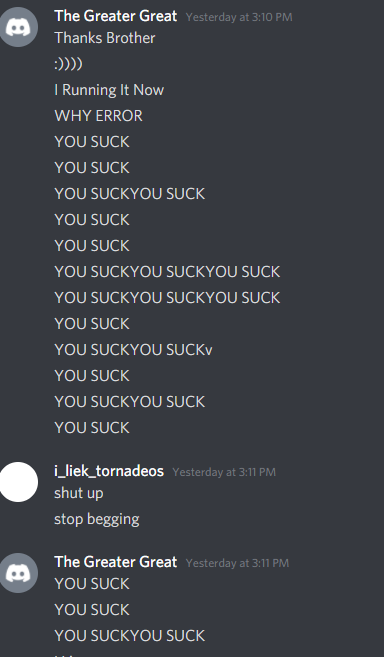 The Greater Great Yesterday at 3:10 PM
Thanks Brother
:))))
I Running It Now
WHY ERROR
YOU SUCK
YOU SUCK
YOU SUCKYOU SUCK
YOU SUCK
YOU SUCK
YOU SUCKYOU SUCKYOU SUCK
YOU SUCKYOU SUCKYOU SUCK
YOU SUCK
YOU SUCKYOU SUCKv
YOU SUCK
YOU SUCKYOU SUCK
YOU SUCK
i_liek_tornadeos Yesterday at 3:11 PM
shut up
stop begging
The Greater Great Yesterday at 3:11 PM
YOU SUCK
YOU SUCK
YOU SUCKYOU SUCK